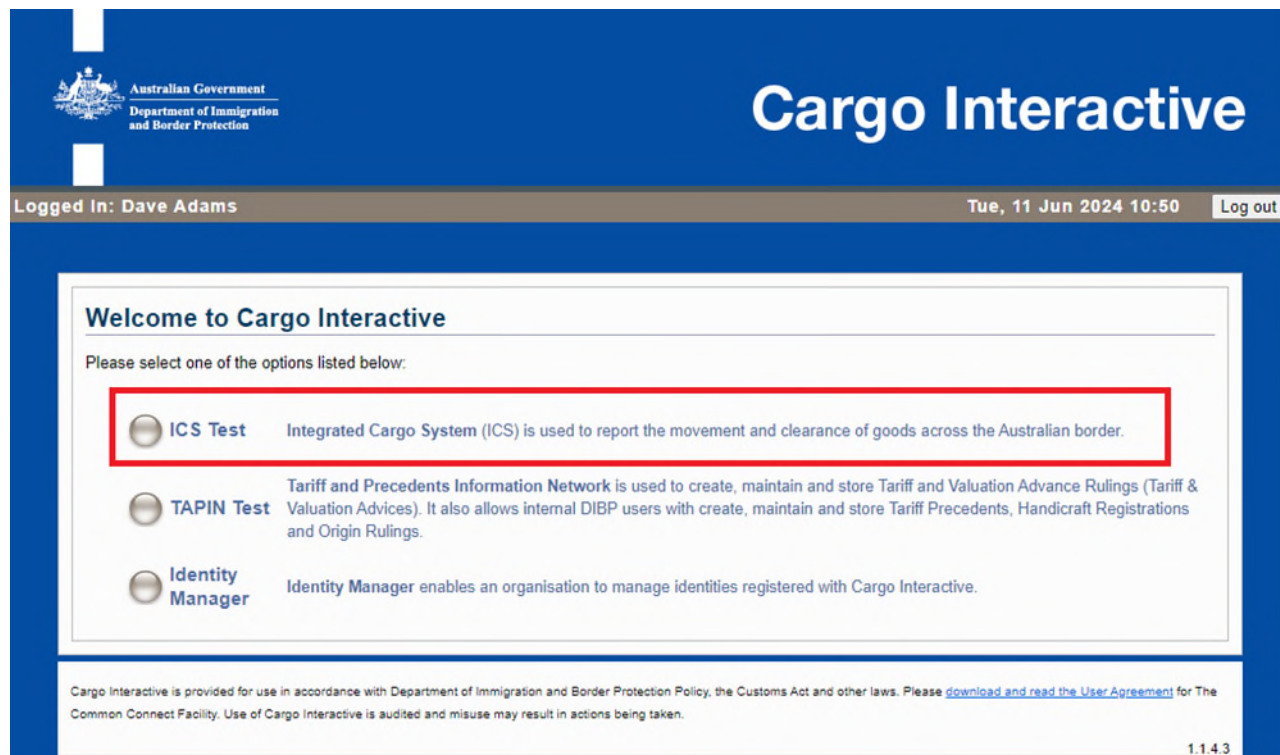 Australian Government
Department of Immigration
and Border Protection
Cargo Interactive
Logged In: Dave Adams
Tue, 11 Jun 2024 10:50
Log out
Welcome to Cargo Interactive
Please select one of the options listed below:
ICS Test
Integrated Cargo System (ICS) is used to report the movement and clearance of goods across the Australian border.
TAPIN Test
Tariff and Precedents Information Network is used to create, maintain and store Tariff and Valuation Advance Rulings (Tariff &
Valuation Advices). It also allows internal DIBP users with create, maintain and store Tariff Precedents, Handicraft Registrations
and Origin Rulings.
Identity
Manager
Identity Manager enables an organisation to manage identities registered with Cargo Interactive.
Cargo Interactive is provided for use in accordance with Department of Immigration and Border Protection Policy, the Customs Act and other laws. Please download and read the User Agreement for The
Common Connect Facility. Use of Cargo Interactive is audited and misuse may result in actions being taken.
1.1.4.3